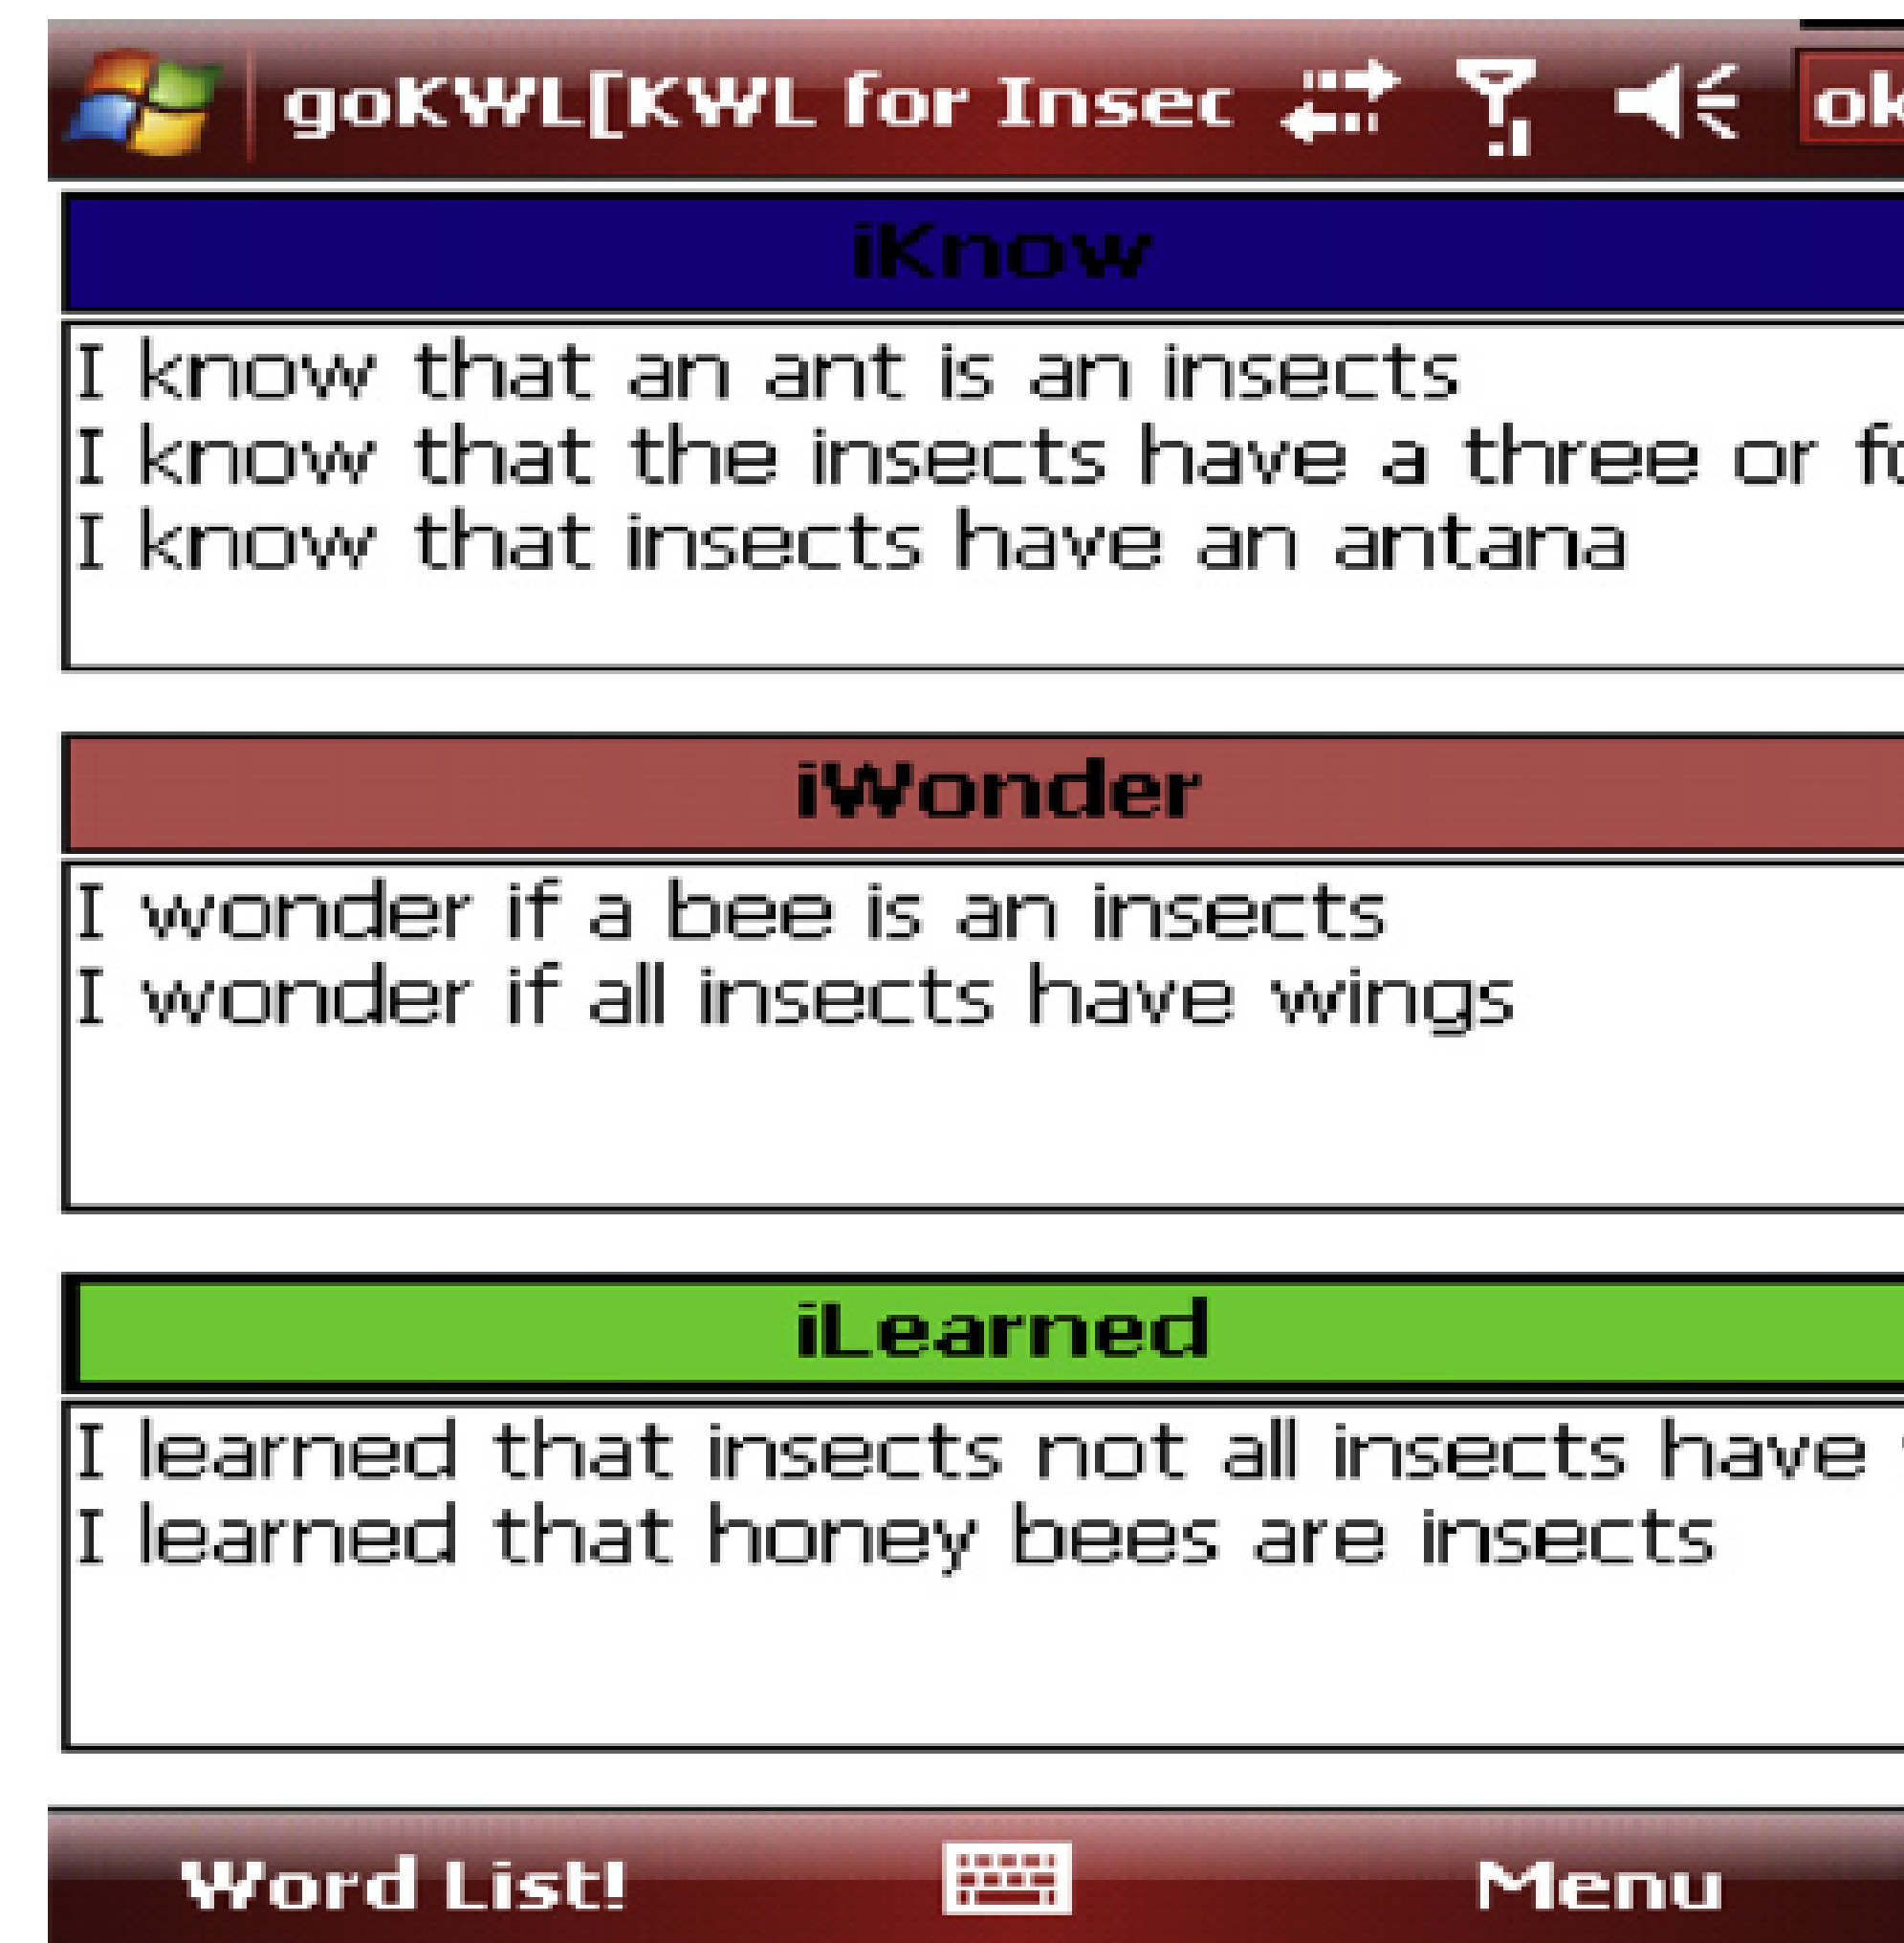 goKWL[KWL for Insec ok
iKnow
I know that an ant is an insects
I know that the insects have a three or
I know that insects have an antana
iWonder
I wonder if a bee is an insects
I wonder if all insects have wings
iLearned
I learned that insects not all insects have
I learned that honey bees are insects
Word List! Menu